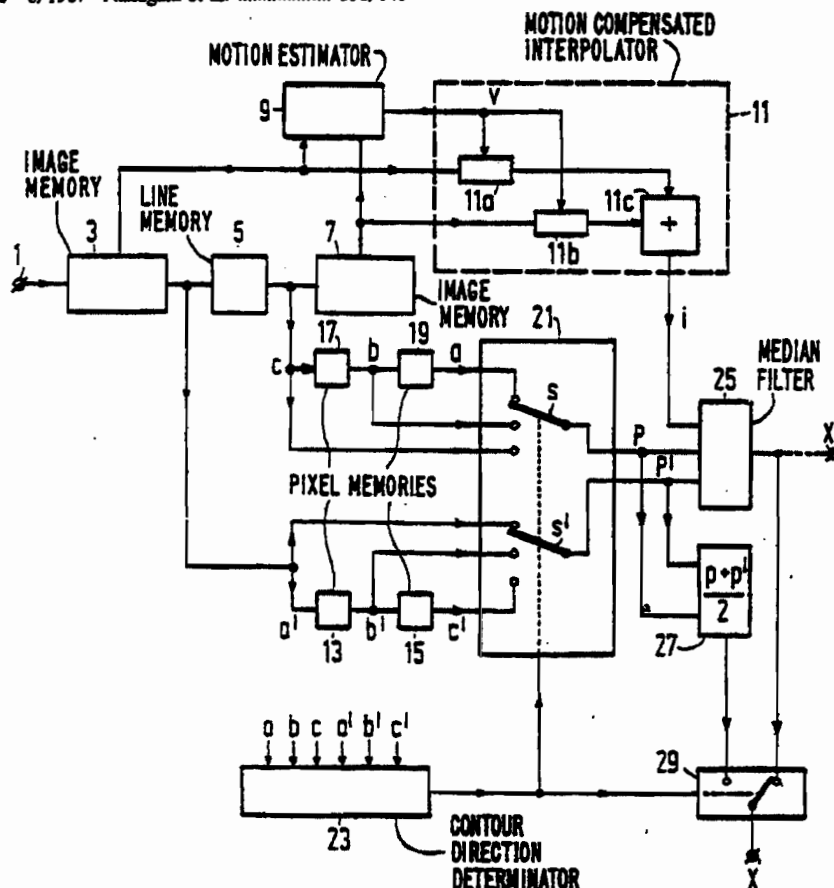 MOTION COMPENSATED
INTERPOLATOR
MOTION ESTIMATOR
9
V
11
IMAGE
MEMORY
LINE
MEMORY
11a
11c
+
11b
1
3
5
7
IMAGE
MEMORY
i
17
19
21
MEDIAN
FILTER
25
c
b
a
s
X
P
P'
PIXEL MEMORIES
s'
p+p'
2
27
a'
13
b'
15
c'
a b c a' b' c'
29
23
CONTOUR
DIRECTION
DETERMINATOR
X